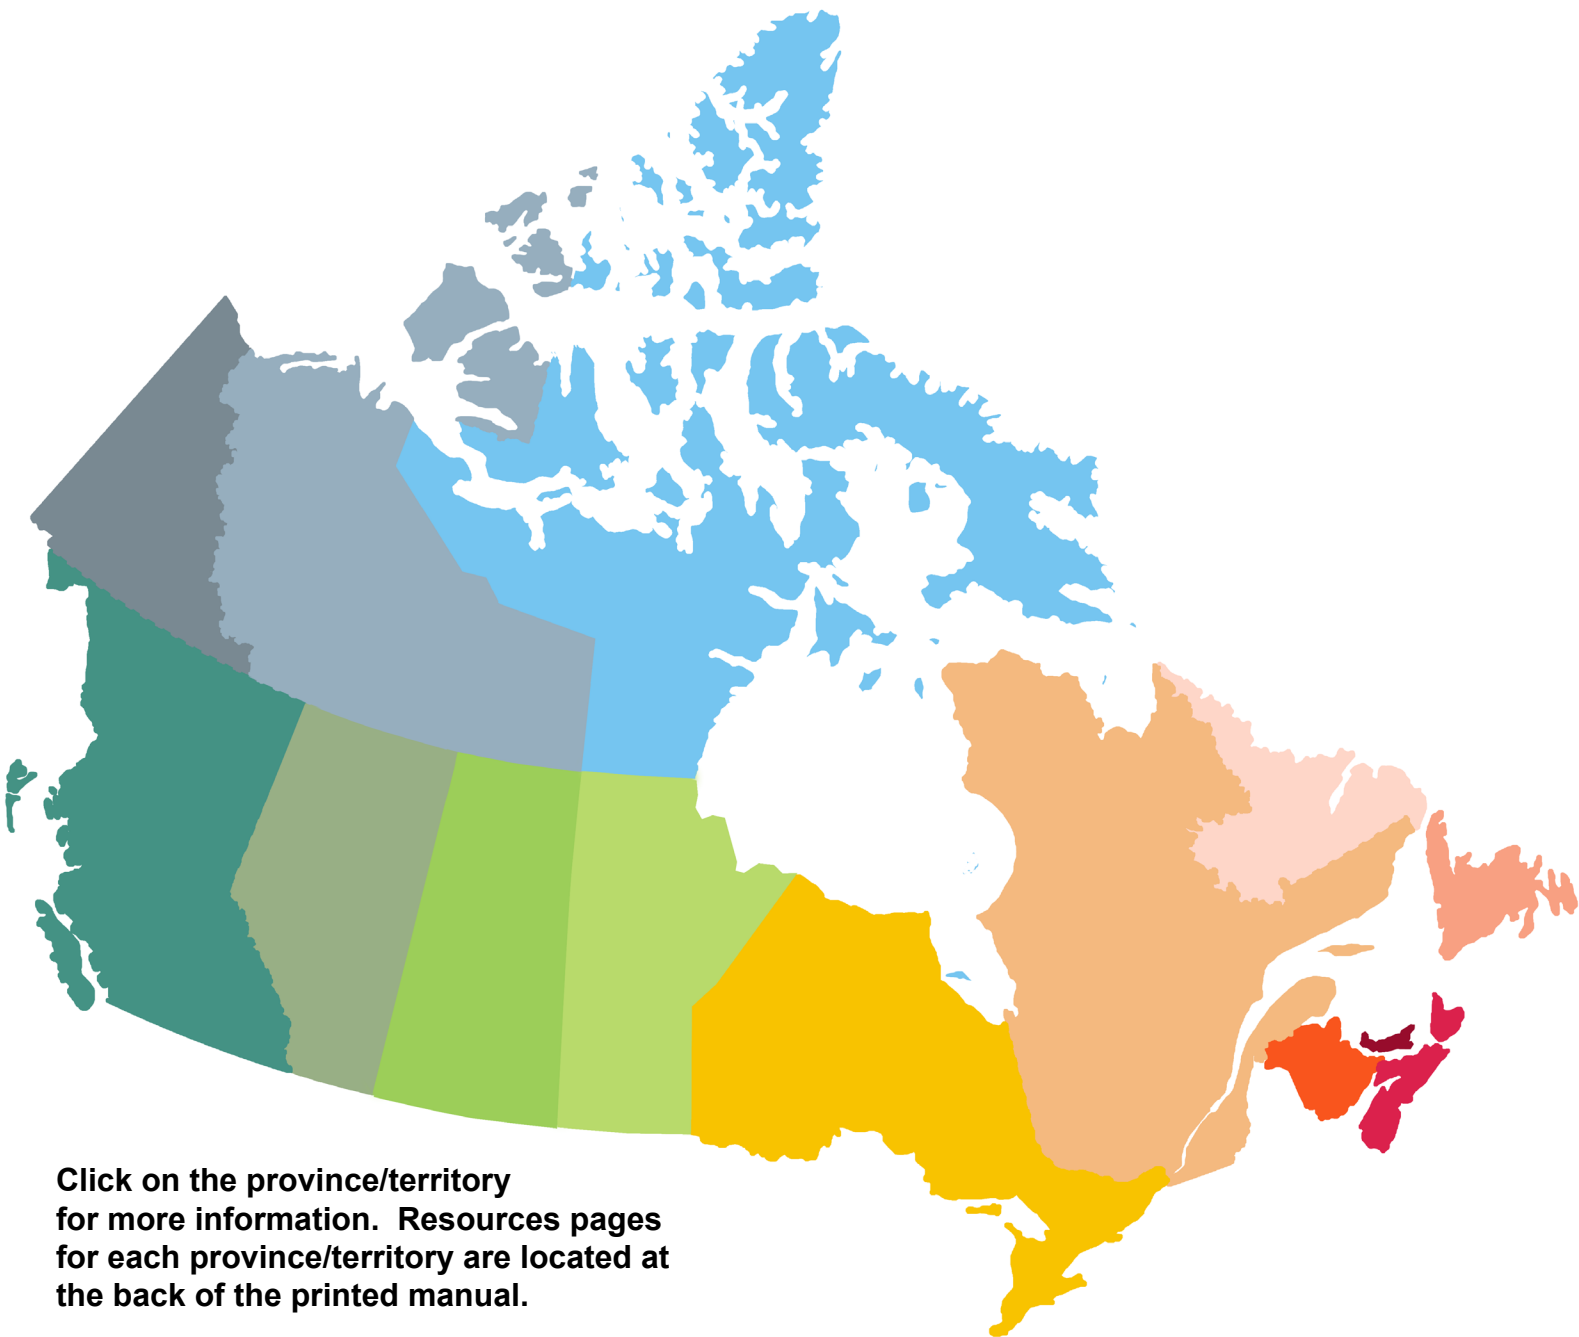 Click on the province/territory
for more information.  Resources pages
for each province/territory are located at
the back of the printed manual.